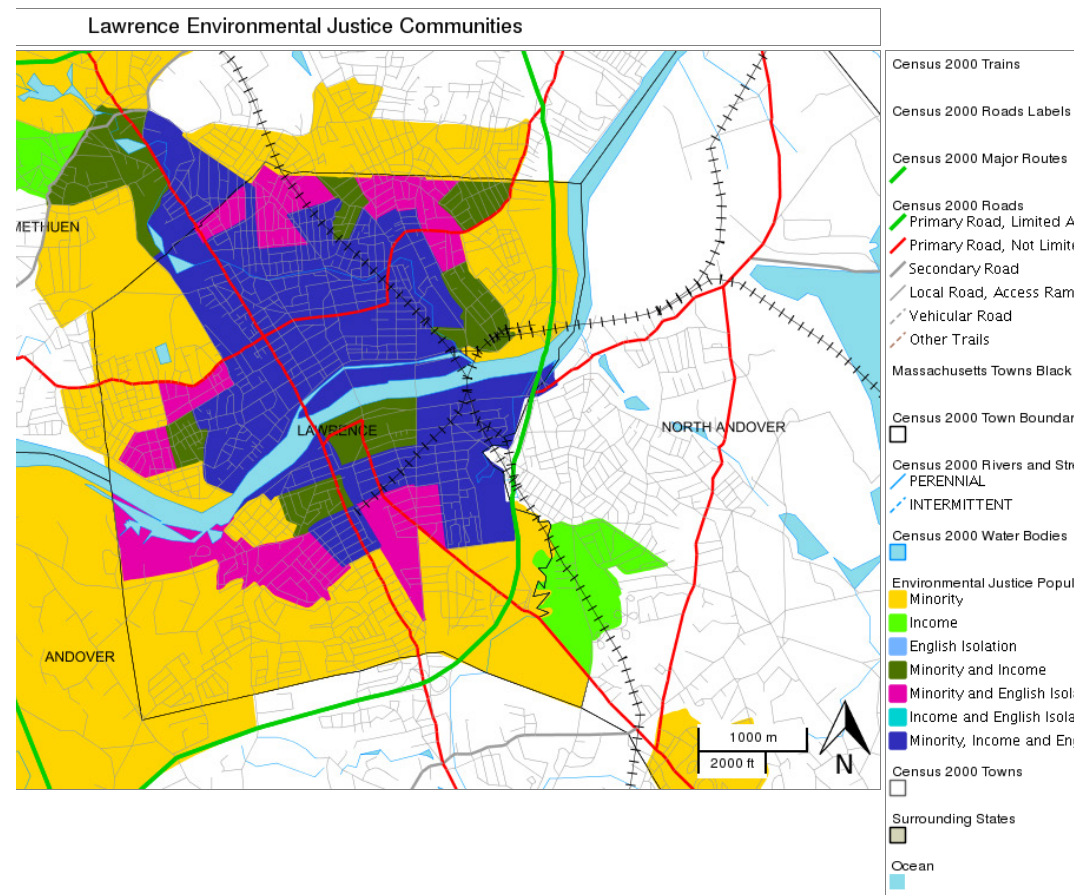 Lawrence Environmental Justice Communities
METHUEN
LAWRENCE
NORTH ANDOVER
ANDOVER
1000 m
2000 ft
N
Census 2000 Trains
Census 2000 Roads Labels
Census 2000 Major Routes
Census 2000 Roads
Primary Road, Limited A
Primary Road, Not Limite
Secondary Road
Local Road, Access Ram
Vehicular Road
Other Trails
Massachusetts Towns Black
Census 2000 Town Boundar
Census 2000 Rivers and Stre
PERENNIAL
INTERMITTENT
Census 2000 Water Bodies
Environmental Justice Popul
Minority
Income
English Isolation
Minority and Income
Minority and English Isola
Income and English Isola
Minority, Income and Eng
Census 2000 Towns
Surrounding States
Ocean